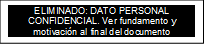 ELIMINADO: DATO PERSONAL
CONFIDENCIAL. Ver fundamento y
motivación al final del documento